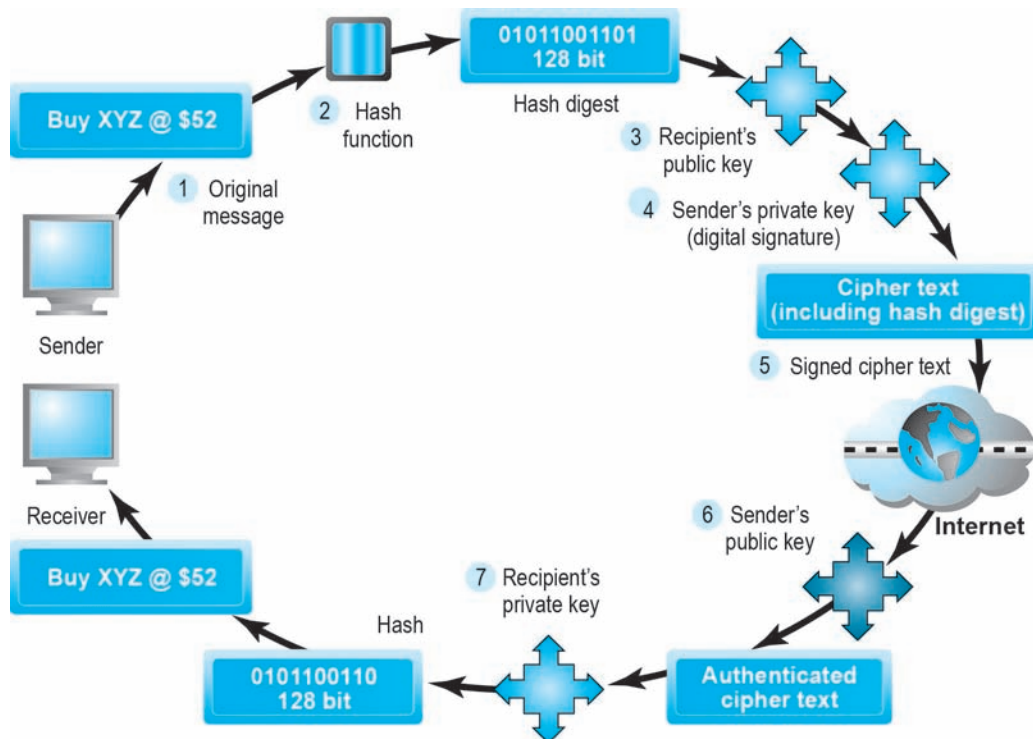 Buy XYZ @ $52
1 Original
message
Sender
2 Hash
function
01011001101
128 bit
Hash digest
3 Recipient's
public key
4 Sender's private key
(digital signature)
Cipher text
(including hash digest)
5 Signed cipher text
Internet
6 Sender's
public key
Authenticated
cipher text
7 Recipient's
private key
Hash
0101100110
128 bit
Buy XYZ @ $52
Receiver